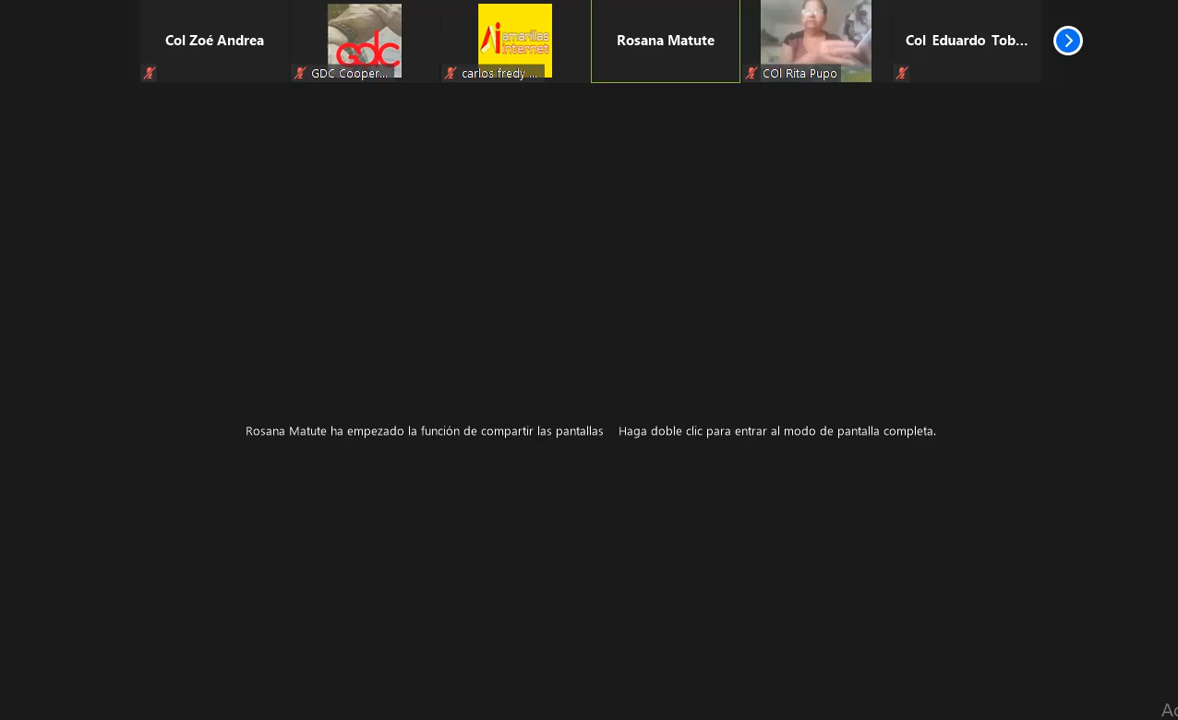 Col Zoé Andrea
GDC
GDC Cooper...
Ai amarillas
internet
carlos fredy ...
Rosana Matute
COl Rita Pupo
Col Eduardo Tob...
Rosana Matute ha empezado la función de compartir las pantallas Haga doble clic para entrar al modo de pantalla completa.